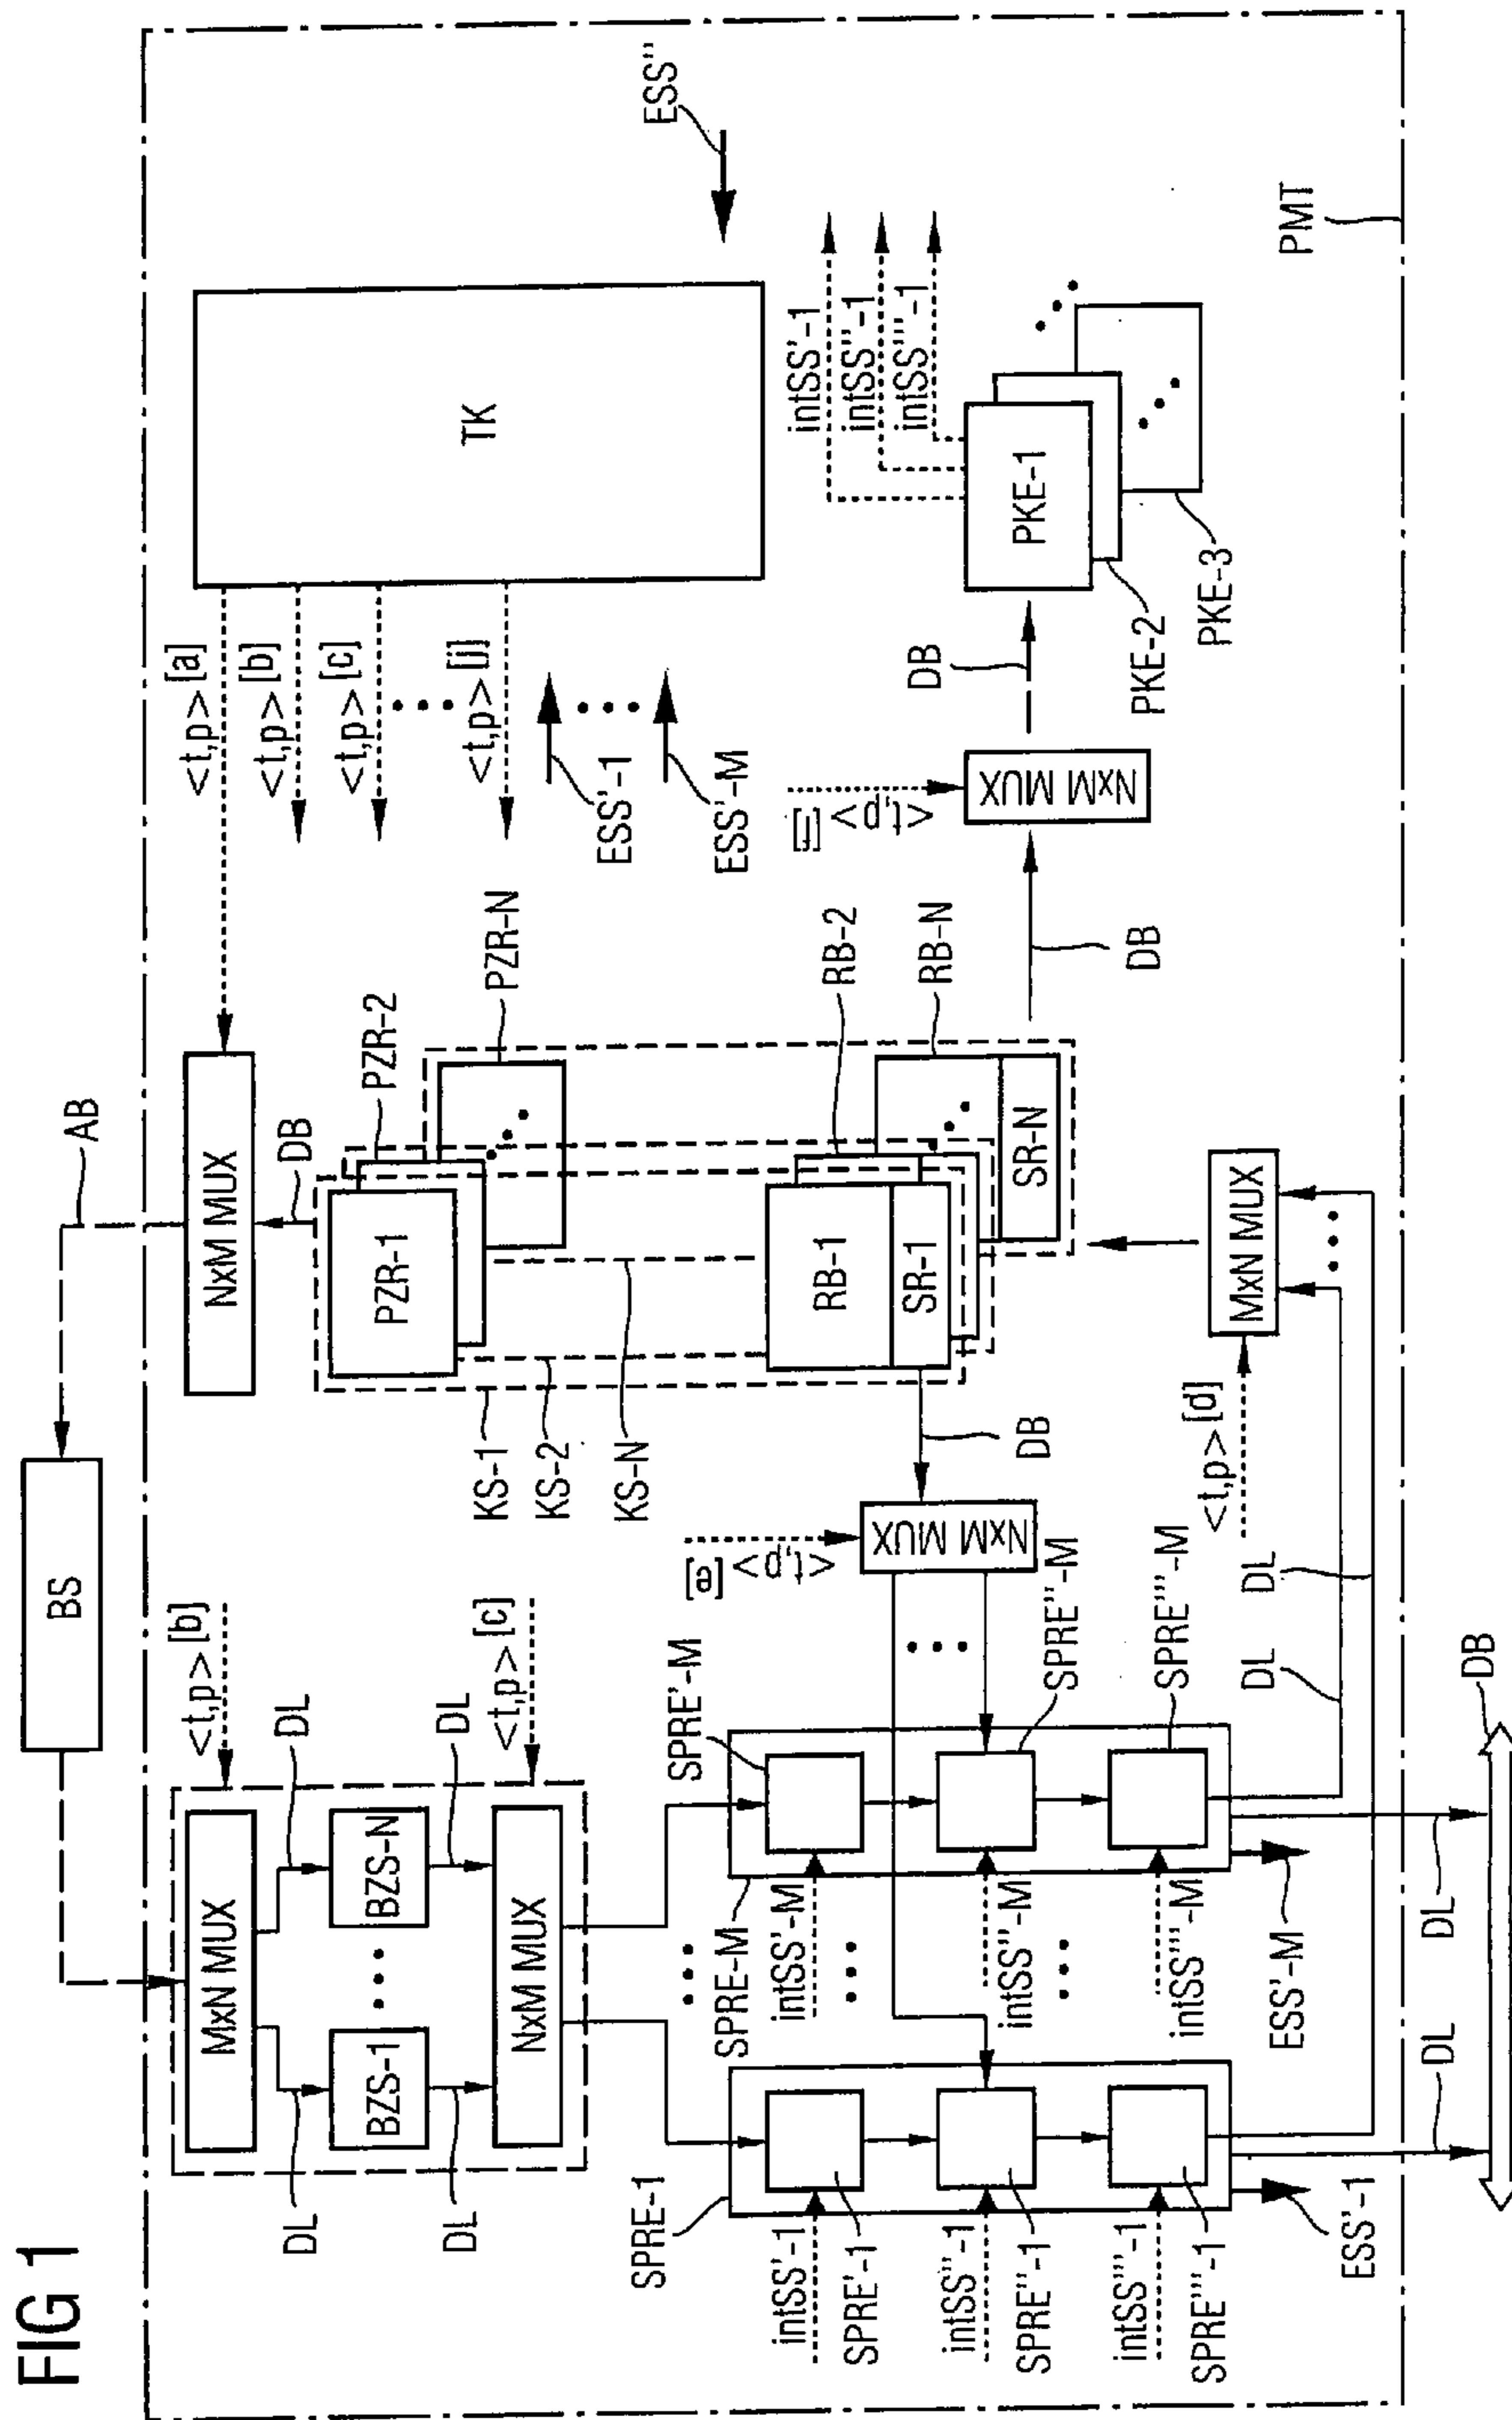 FIG 1
BS
AB
MxN MUX
<t,p> [b]
DL
DL
BZS-1
BZS-N
DL
DL
NxM MUX
<t,p> [c]
NxM MUX
<t,p> [a]
<t,p> [b]
<t,p> [c]
<t,p> [j]
TK
DB
PZR-1
PZR-2
PZR-N
KS-1
KS-2
KS-N
ESS'-1
ESS'-M
ESS''
SPRE-1
SPRE-M
SPRE'-M
intSS'-1
SPRE'-1
intSS'-M
intSS''-1
SPRE''-1
intSS''-M
SPRE''-M
intSS'''-1
SPRE'''-1
intSS'''-M
SPRE'''-M
<t,p> [e]
NxM MUX
DB
RB-1
SR-1
RB-2
RB-N
SR-N
DB
<t,p> [f]
NxM MUX
DB
intSS'-1
intSS''-1
intSS'''-1
PKE-1
PKE-2
PKE-3
<t,p> [d]
MxN MUX
DL
DL
ESS'-1
ESS'-M
DL
DL
DB
PMT